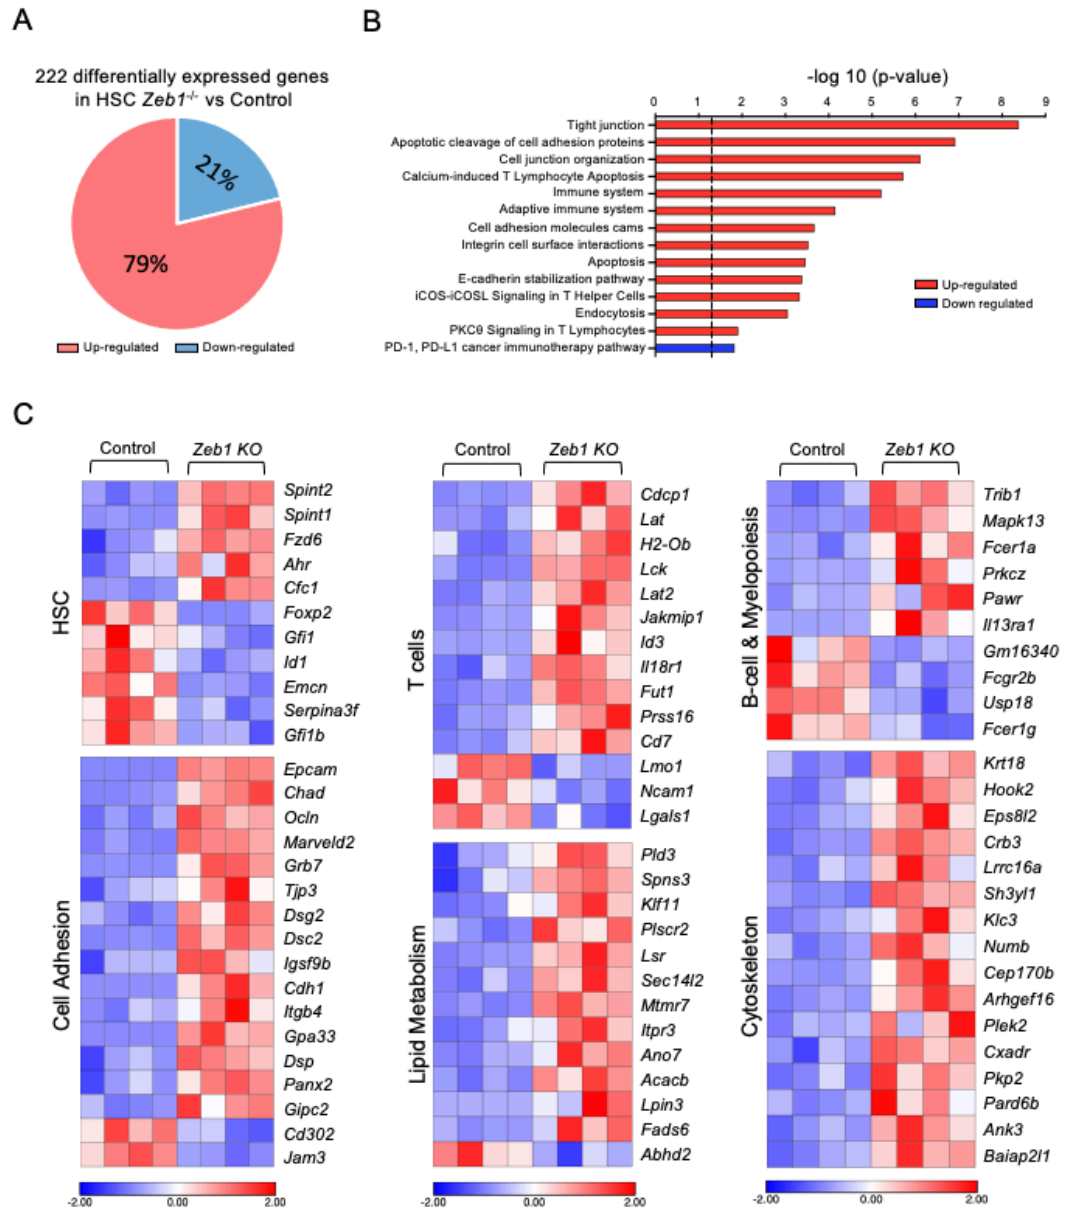 A
222 differentially expressed genes
in HSC Zeb1-/- vs Control
21%
79%
Up-regulated Down-regulated
B
-log 10 (p-value)
0 1 2 3 4 5 6 7 8 9
Tight junction
Apoptotic cleavage of cell adhesion proteins
Cell junction organization
Calcium-induced T Lymphocyte Apoptosis
Immune system
Adaptive immune system
Cell adhesion molecules cams
Integrin cell surface interactions
Apoptosis
E-cadherin stabilization pathway
iCOS-iCOSL Signaling in T Helper Cells
Endocytosis
PKCθ Signaling in T Lymphocytes
PD-1, PD-L1 cancer immunotherapy pathway
Up-regulated
Down regulated
C
Control Zeb1 KO
HSC
Spint2
Spint1
Fzd6
Ahr
Cfc1
Foxp2
Gfi1
Id1
Emcn
Serpina3f
Gfi1b
Cell Adhesion
Epcam
Chad
Ocln
Marveld2
Grb7
Tjp3
Dsg2
Dsc2
Igsf9b
Cdh1
Itgb4
Gpa33
Dsp
Panx2
Gipc2
Cd302
Jam3
-2.00 0.00 2.00
Control Zeb1 KO
T cells
Cdcp1
Lat
H2-Ob
Lck
Lat2
Jakmip1
Id3
Il18r1
Fut1
Prss16
Cd7
Lmo1
Ncam1
Lgals1
Lipid Metabolism
Pld3
Spns3
Klf11
Plscr2
Lsr
Sec14l2
Mtmr7
Itpr3
Ano7
Acacb
Lpin3
Fads6
Abhd2
-2.00 0.00 2.00
Control Zeb1 KO
B-cell & Myelopoiesis
Trib1
Mapk13
Fcer1a
Prkcz
Pawr
Il13ra1
Gm16340
Fcgr2b
Usp18
Fcer1g
Cytoskeleton
Krt18
Hook2
Eps8l2
Crb3
Lrrc16a
Sh3yl1
Klc3
Numb
Cep170b
Arhgef16
Plek2
Cxadr
Pkp2
Pard6b
Ank3
Baiap2l1
-2.00 0.00 2.00